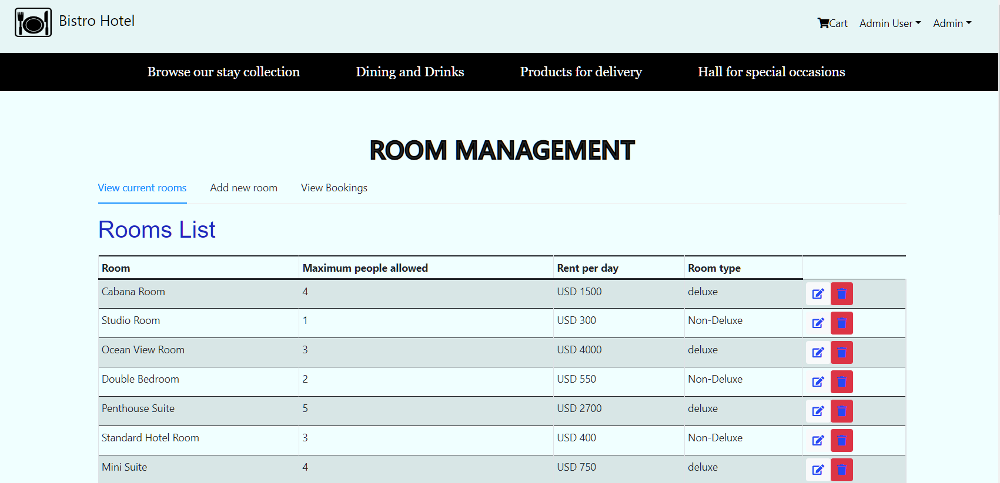 Bistro Hotel
Cart Admin User Admin
Browse our stay collection Dining and Drinks Products for delivery Hall for special occasions
ROOM MANAGEMENT
View current rooms Add new room View Bookings
Rooms List
Room Maximum people allowed Rent per day Room type
Cabana Room 4 USD 1500 deluxe
Studio Room 1 USD 300 Non-Deluxe
Ocean View Room 3 USD 4000 deluxe
Double Bedroom 2 USD 550 Non-Deluxe
Penthouse Suite 5 USD 2700 deluxe
Standard Hotel Room 3 USD 400 Non-Deluxe
Mini Suite 4 USD 750 deluxe